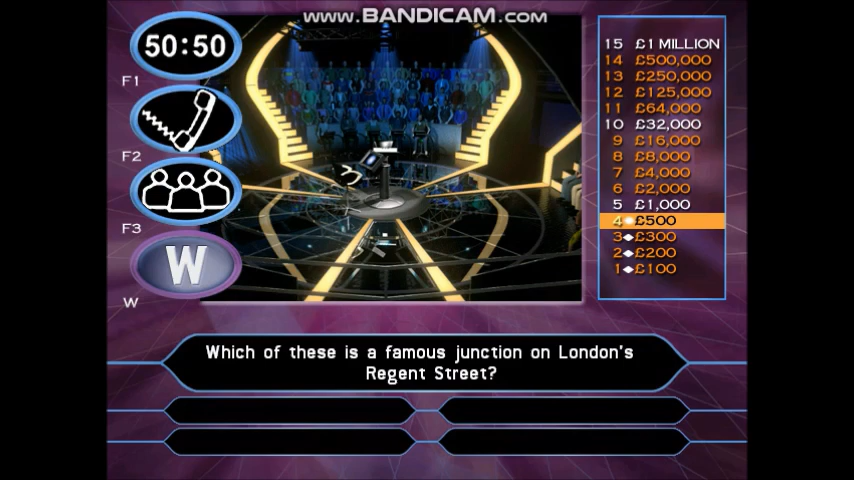 www.BANDICAM.com
50:50
F1
F2
F3
W
W
15 £1 MILLION
14 £500,000
13 £250,000
12 £125,000
11 £64,000
10 £32,000
9 £16,000
8 £8,000
7 £4,000
6 £2,000
5 £1,000
4 £500
3 £300
2 £200
1 £100
Which of these is a famous junction on London's
Regent Street?